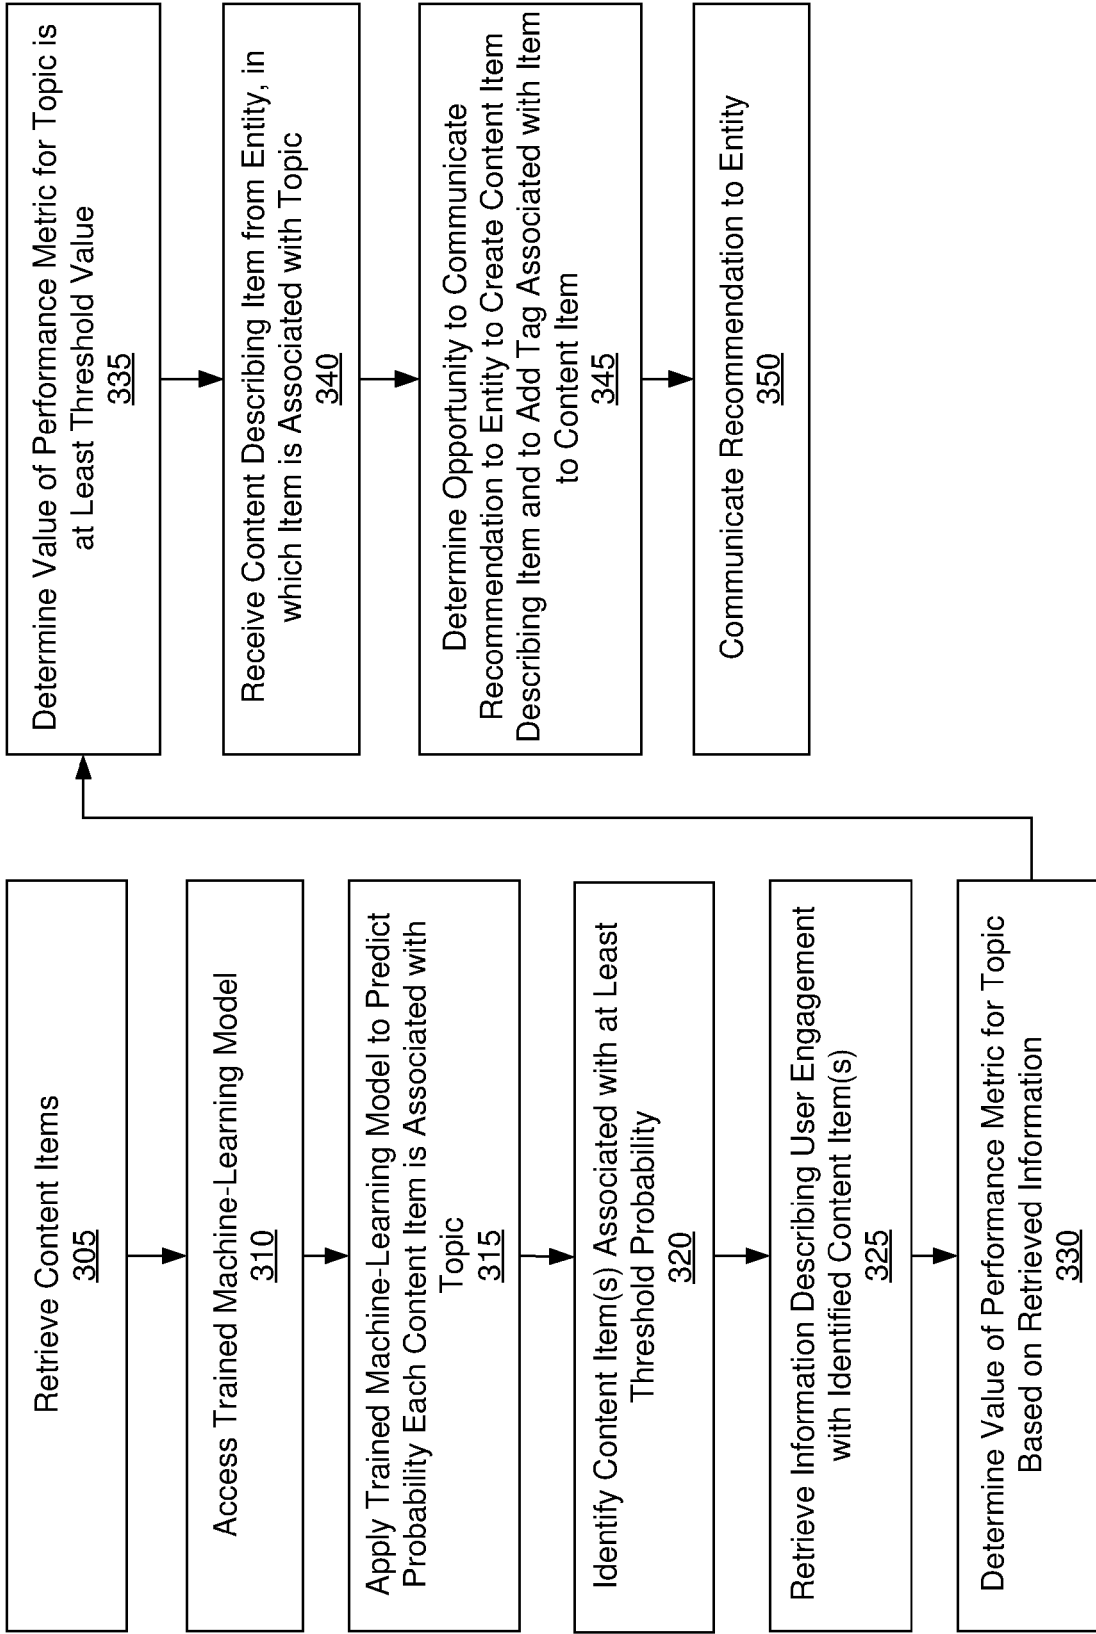 Retrieve Content Items
305
Access Trained Machine-Learning Model
310
Apply Trained Machine-Learning Model to Predict
Probability Each Content Item is Associated with
Topic
315
Identify Content Item(s) Associated with at Least
Threshold Probability
320
Retrieve Information Describing User Engagement
with Identified Content Item(s)
325
Determine Value of Performance Metric for Topic
Based on Retrieved Information
330
Determine Value of Performance Metric for Topic is
at Least Threshold Value
335
Receive Content Describing Item from Entity, in
which Item is Associated with Topic
340
Determine Opportunity to Communicate
Recommendation to Entity to Create Content Item
Describing Item and to Add Tag Associated with Item
to Content Item
345
Communicate Recommendation to Entity
350